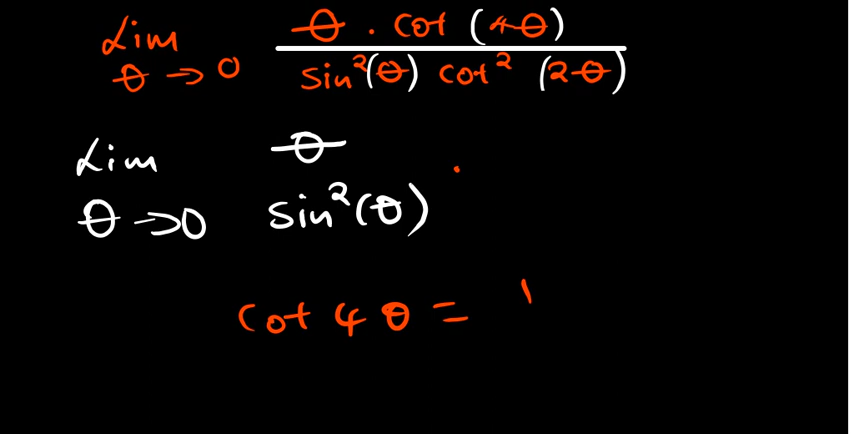 Lim θ · cot (4θ)
θ → 0 sin²(θ) cot² (2θ)
Lim θ ·
θ → 0 sin²(θ)
cot 4θ = 1